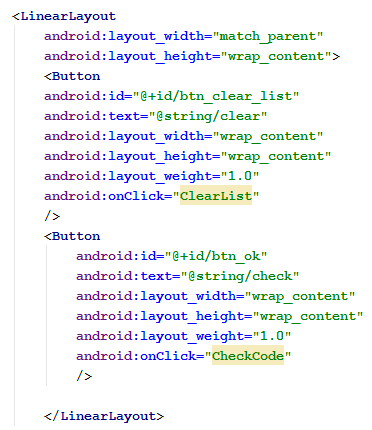 <LinearLayout
    android:layout_width="match_parent"
    android:layout_height="wrap_content">
    <Button
    android:id="@+id/btn_clear_list"
    android:text="@string/clear"
    android:layout_width="wrap_content"
    android:layout_height="wrap_content"
    android:layout_weight="1.0"
    android:onClick="ClearList"
    />
    <Button
        android:id="@+id/btn_ok"
        android:text="@string/check"
        android:layout_width="wrap_content"
        android:layout_height="wrap_content"
        android:layout_weight="1.0"
        android:onClick="CheckCode"
        />

    </LinearLayout>